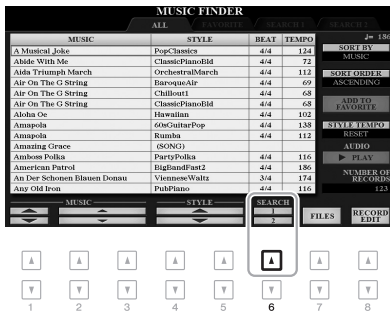 MUSIC FINDER
ALL FAVORITE SEARCH 1 SEARCH 2
MUSIC STYLE BEAT TEMPO
♩= 186
A Musical Joke PopClassics 4/4 124
Abide With Me ClassicPianoBld 4/4 72
Aida Triumph March OrchestralMarch 4/4 112
Air On The G String BaroqueAir 4/4 69
Air On The G String Chillout1 4/4 68
Air On The G String ClassicPianoBld 4/4 68
Aloha Oe Hawaiian 4/4 102
Amapola 60sGuitarPop 4/4 138
Amapola Rumba 4/4 112
Amazing Grace (SONG)
Amboss Polka PartyPolka 4/4 116
American Patrol BigBandFast2 4/4 186
An Der Schonen Blauen Donau VienneseWaltz 3/4 174
Any Old Iron PubPiano 4/4 116
SORT BY
MUSIC
SORT ORDER
ASCENDING
ADD TO
FAVORITE
STYLE TEMPO
RESET
AUDIO
PLAY
NUMBER OF
RECORDS
123
MUSIC STYLE SEARCH
1
2
FILES
RECORD
EDIT
1 2 3 4 5 6 7 8